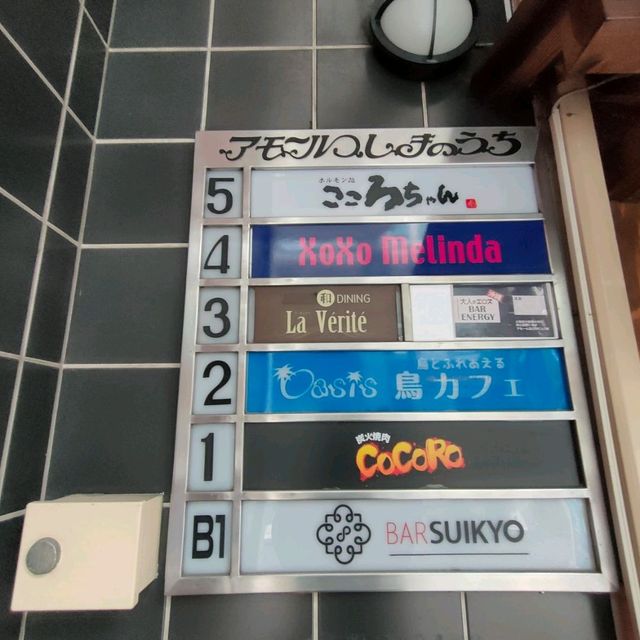 アモールつしまのうち
5
ホルモン処
こころちゃん
4
XoXo Melinda
3
和 DINING
La Vérité
大人のエロス
BAR
ENERGY
2
鳥とふれあえる
Oasis 鳥カフェ
1
炭火焼肉
CoCoRo
B1
BAR SUIKYO